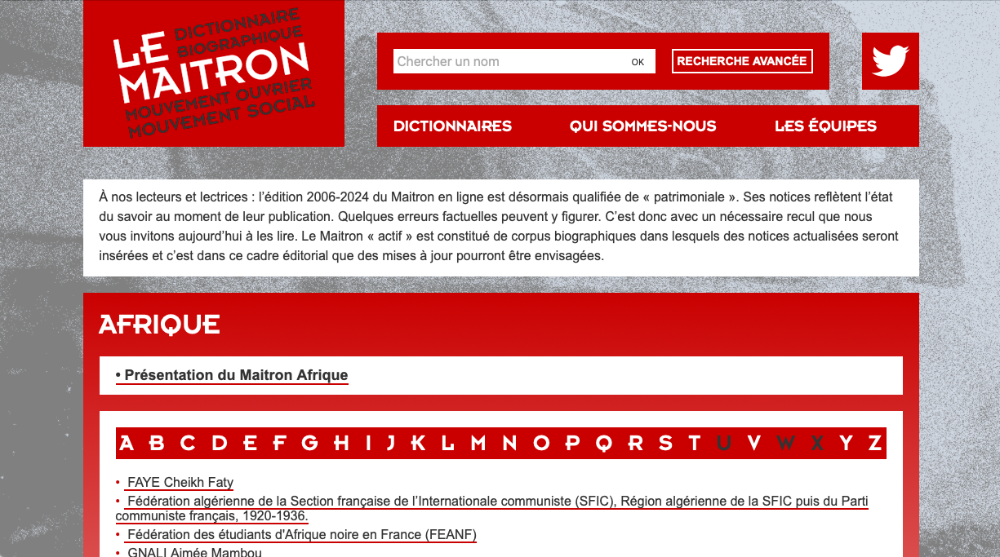 LE DICTIONNAIRE
BIOGRAPHIQUE
MAITRON
MOUVEMENT OUVRIER
MOUVEMENT SOCIAL
Chercher un nom
OK
RECHERCHE AVANCÉE
DICTIONNAIRES
QUI SOMMES-NOUS
LES ÉQUIPES
À nos lecteurs et lectrices : l’édition 2006-2024 du Maitron en ligne est désormais qualifiée de « patrimoniale ». Ses notices reflètent l’état
du savoir au moment de leur publication. Quelques erreurs factuelles peuvent y figurer. C’est donc avec un nécessaire recul que nous
vous invitons aujourd’hui à les lire. Le Maitron « actif » est constitué de corpus biographiques dans lesquels des notices actualisées seront
insérées et c’est dans ce cadre éditorial que des mises à jour pourront être envisagées.
AFRIQUE
• Présentation du Maitron Afrique
A B C D E F G H I J K L M N O P Q R S T U V W X Y Z
• FAYE Cheikh Faty
• Fédération algérienne de la Section française de l’Internationale communiste (SFIC), Région algérienne de la SFIC puis du Parti
communiste français, 1920-1936.
• Fédération des étudiants d'Afrique noire en France (FEANF)
• GNALI Aimée Mambou